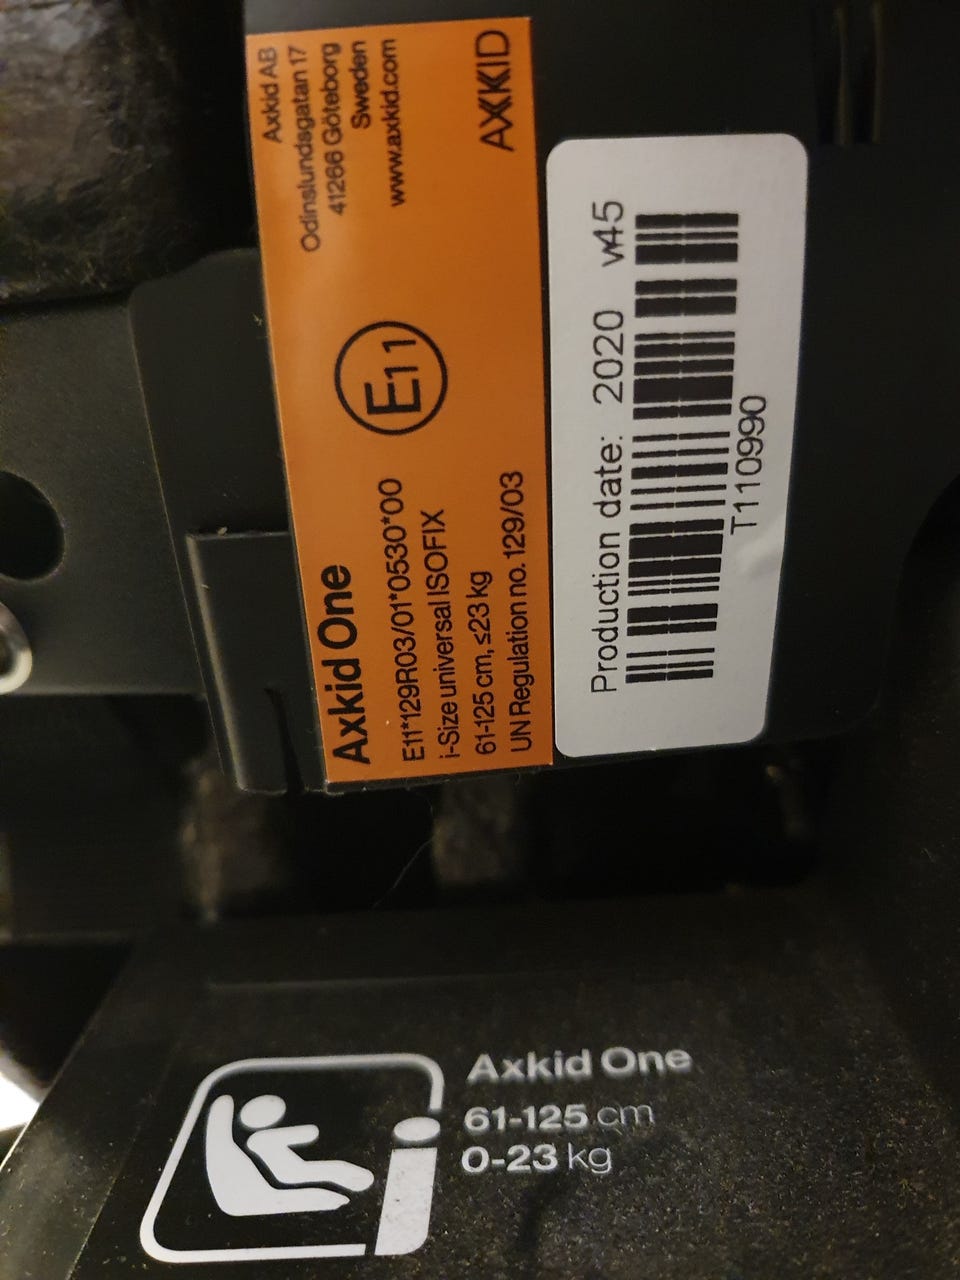 Axkid AB
Odinslundsgatan 17
41266 Göteborg
Sweden
www.axkid.com
AXKID
E11
Axkid One
E11*129R03/01*0530*00
i-Size universal ISOFIX
61-125 cm, ≤23 kg
UN Regulation no. 129/03
Production date: 2020 w45
T110990
Axkid One
61-125 cm
0-23 kg